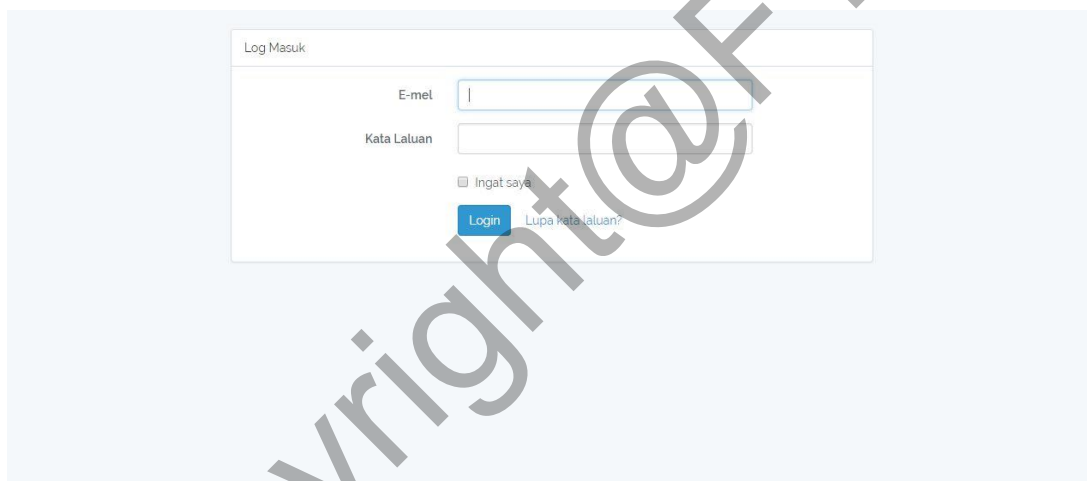 Log Masuk
E-mel
Kata Laluan
Ingat saya
Login Lupa kata laluan?